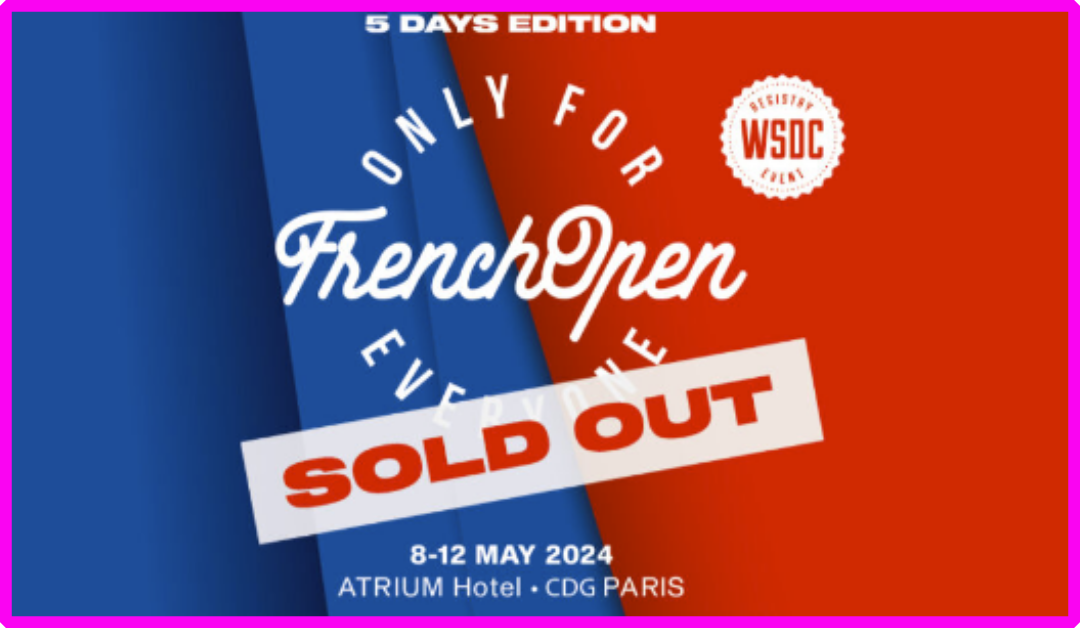 5 DAYS EDITION
ONLY FOR
REGISTRY
WSDC
EVENT
FrenchOpen
EVERYONE
SOLD OUT
8-12 MAY 2024
ATRIUM Hotel • CDG PARIS